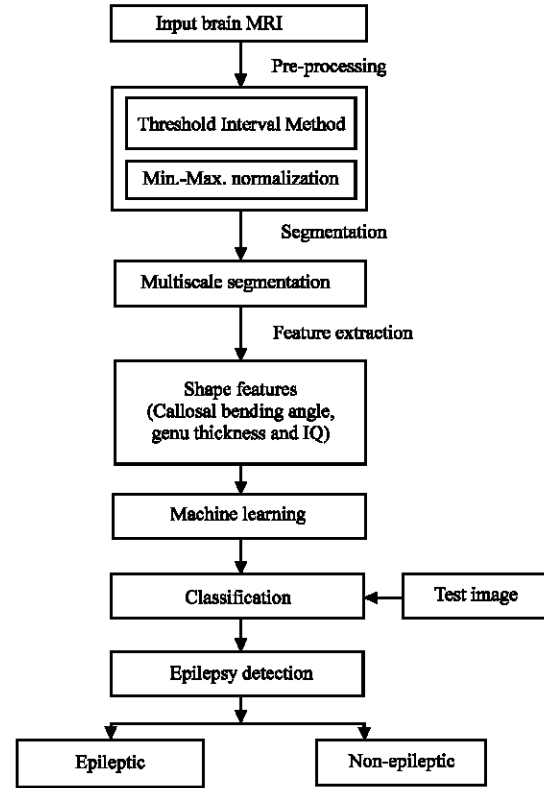 Input brain MRI
Pre-processing
Threshold Interval Method
Min.-Max. normalization
Segmentation
Multiscale segmentation
Feature extraction
Shape features
(Callosal bending angle,
genu thickness and IQ)
Machine learning
Classification
Test image
Epilepsy detection
Epileptic
Non-epileptic